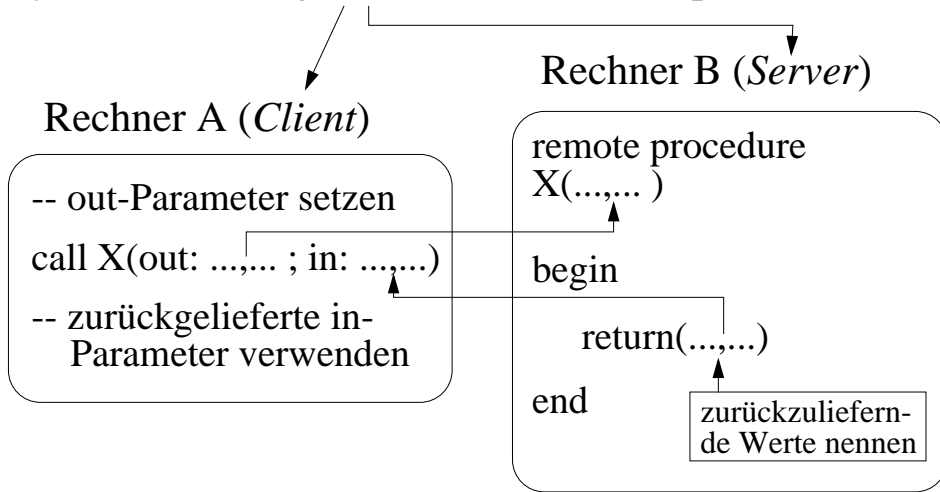 Rechner A (Client)
-- out-Parameter setzen
call X(out: ...,... ; in: ...,...)
-- zurückgelieferte in-
Parameter verwenden
Rechner B (Server)
remote procedure
X(...,... )
begin
return(...,...)
end
zurückzuliefern-
de Werte nennen